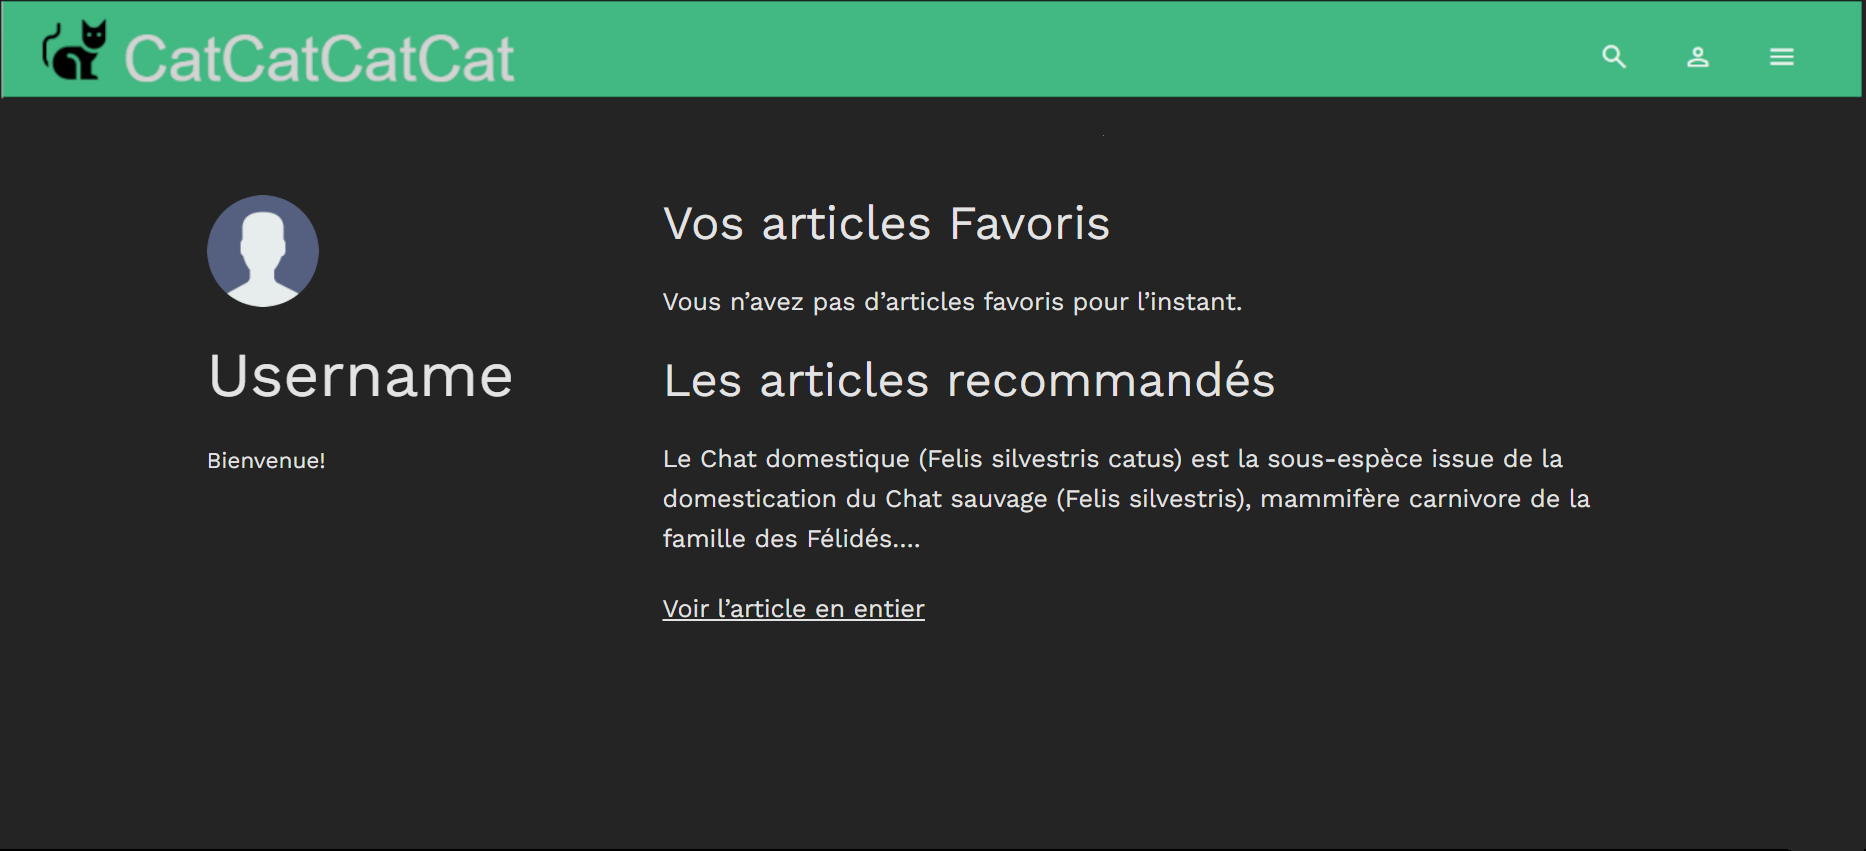 CatCatCatCat
Username
Bienvenue!
Vos articles Favoris
Vous n’avez pas d’articles favoris pour l’instant.
Les articles recommandés
Le Chat domestique (Felis silvestris catus) est la sous-espèce issue de la
domestication du Chat sauvage (Felis silvestris), mammifère carnivore de la
famille des Félidés....
Voir l’article en entier